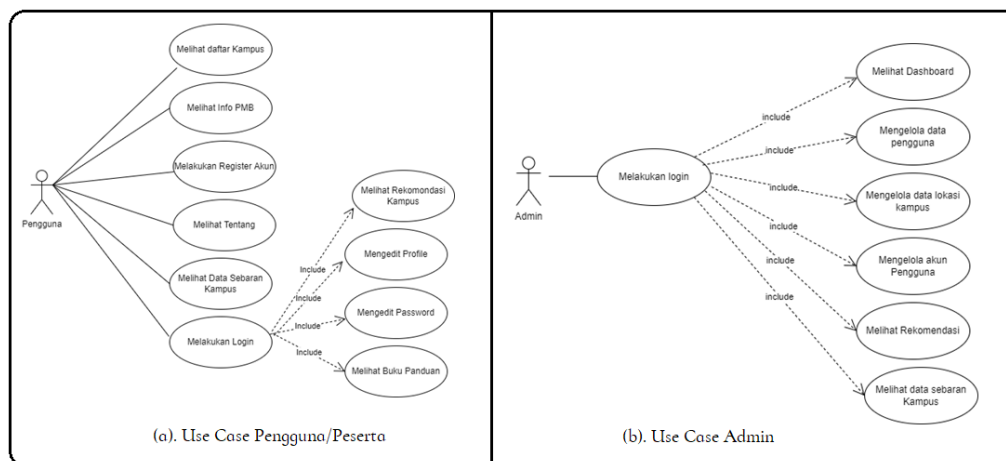 Melihat daftar Kampus
Melihat Info PMB
Melakukan Register Akun
Pengguna
Melihat Tentang
Melihat Data Sebaran
Kampus
Melakukan Login
Include
Include
Include
Include
Melihat Rekomondasi
Kampus
Mengedit Profile
Mengedit Password
Melihat Buku Panduan
(a). Use Case Pengguna/Peserta
Admin
Melakukan login
include
include
include
include
include
include
Melihat Dashboard
Mengelola data
pengguna
Mengelola data lokasi
kampus
Mengelola akun
Pengguna
Melihat Rekomendasi
Melihat data sebaran
Kampus
(b). Use Case Admin